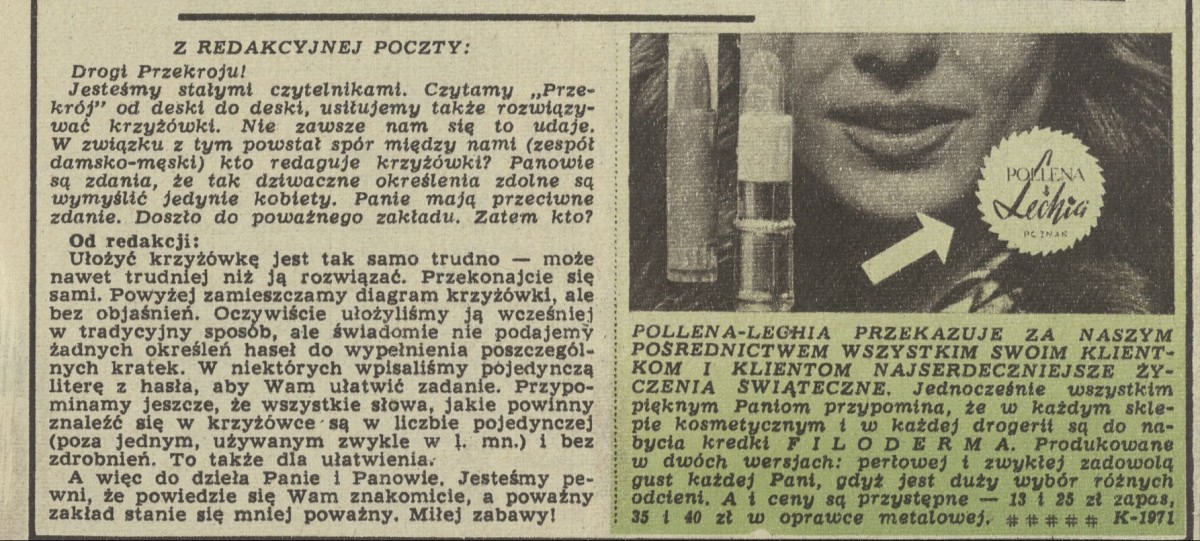 Z REDAKCYJNEJ POCZTY:
Drogi Przekroju!
Jesteśmy stałymi czytelnikami. Czytamy „Prze-
krój" od deski do deski, usiłujemy także rozwiązy-
wać krzyżówki. Nie zawsze nam się to udaje.
W związku z tym powstał spór między nami (zespół
damsko-męski) kto redaguje krzyżówki? Panowie
są zdania, że tak dziwaczne określenia zdolne są
wymyślić jedynie kobiety. Panie mają przeciwne
zdanie. Doszło do poważnego zakładu. Zatem kto?
Od redakcji:
Ułożyć krzyżówkę jest tak samo trudno — może
nawet trudniej niż ją rozwiązać. Przekonajcie się
sami. Powyżej zamieszczamy diagram krzyżówki, ale
bez objaśnień. Oczywiście ułożyliśmy ją wcześniej
w tradycyjny sposób, ale świadomie nie podajemy
żadnych określeń haseł do wypełnienia poszczegól-
nych kratek. W niektórych wpisaliśmy pojedynczą
literę z hasła, aby Wam ułatwić zadanie. Przypo-
minamy jeszcze, że wszystkie słowa, jakie powinny
znaleźć się w krzyżówce są w liczbie pojedynczej
(poza jednym, używanym zwykle w l. mn.) i bez
zdrobnień. To także dla ułatwienia.
A więc do dzieła Panie i Panowie. Jesteśmy pe-
wni, że powiedzie się Wam znakomicie, a poważny
zakład stanie się mniej poważny. Miłej zabawy!
POLLENA
Lechia
POZNAŃ
POLLENA-LECHIA PRZEKAZUJE ZA NASZYM
POŚREDNICTWEM WSZYSTKIM SWOIM KLIENT-
KOM I KLIENTOM NAJSERDECZNIEJSZE ŻY-
CZENIA ŚWIĄTECZNE. Jednocześnie wszystkim
pięknym Paniom przypomina, że w każdym skle-
pie kosmetycznym i w każdej drogerii są do na-
bycia kredki FILODERMA. Produkowane
w dwóch wersjach: perłowej i zwykłej zadowolą
gust każdej Pani, gdyż jest duży wybór różnych
odcieni. A i ceny są przystępne — 13 i 25 zł zapas,
35 i 40 zł w oprawce metalowej. # # # # # K-1971